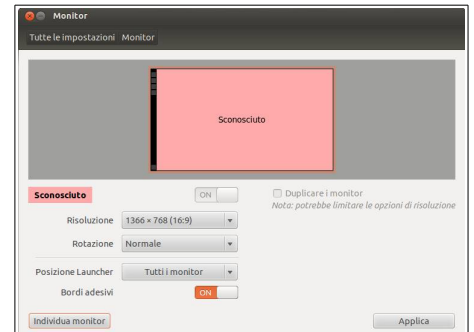 Monitor
Tutte le impostazioni Monitor
Sconosciuto
Sconosciuto ON
Duplicare i monitor
Nota: potrebbe limitare le opzioni di risoluzione
Risoluzione 1366 × 768 (16:9)
Rotazione Normale
Posizione Launcher Tutti i monitor
Bordi adesivi ON
Individua monitor Applica